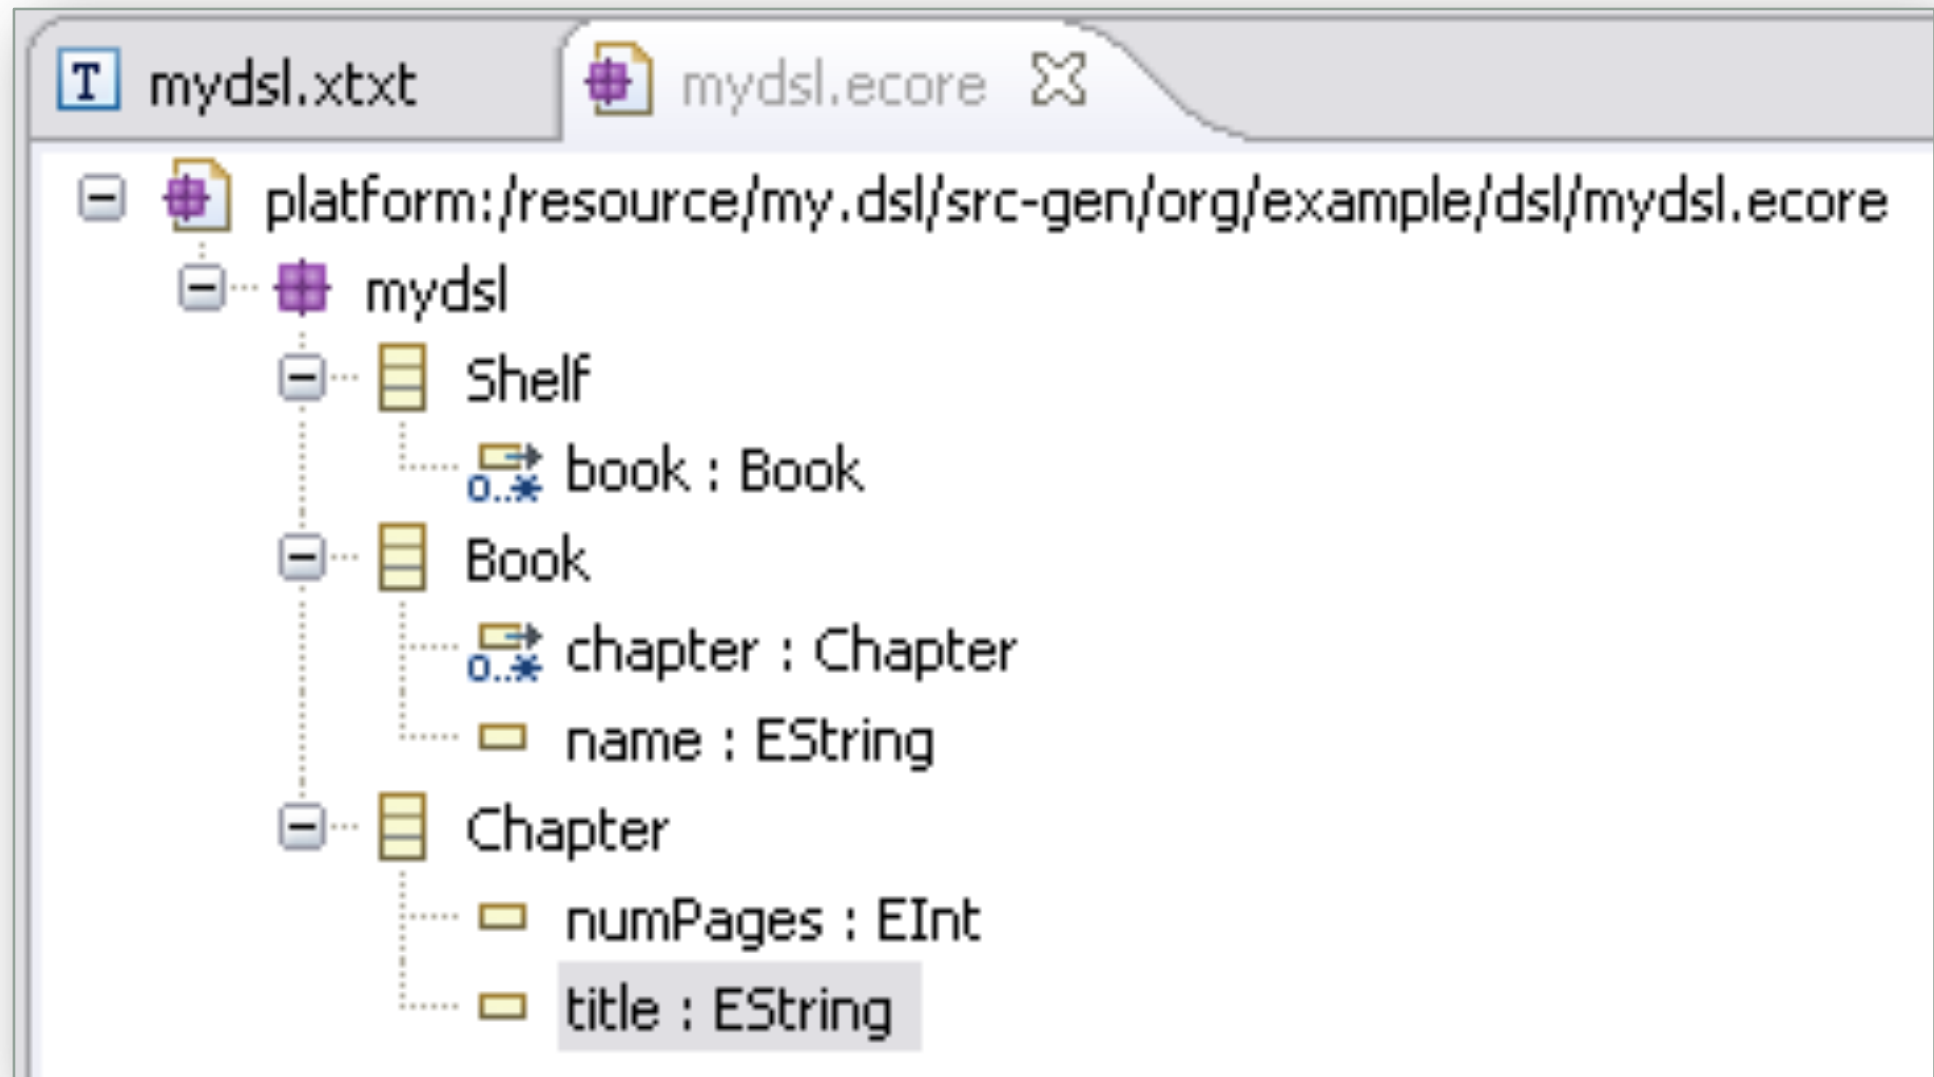 T mydsl.xtxt mydsl.ecore
platform:/resource/my.dsl/src-gen/org/example/dsl/mydsl.ecore
mydsl
Shelf
0..* book : Book
Book
0..* chapter : Chapter
name : EString
Chapter
numPages : EInt
title : EString